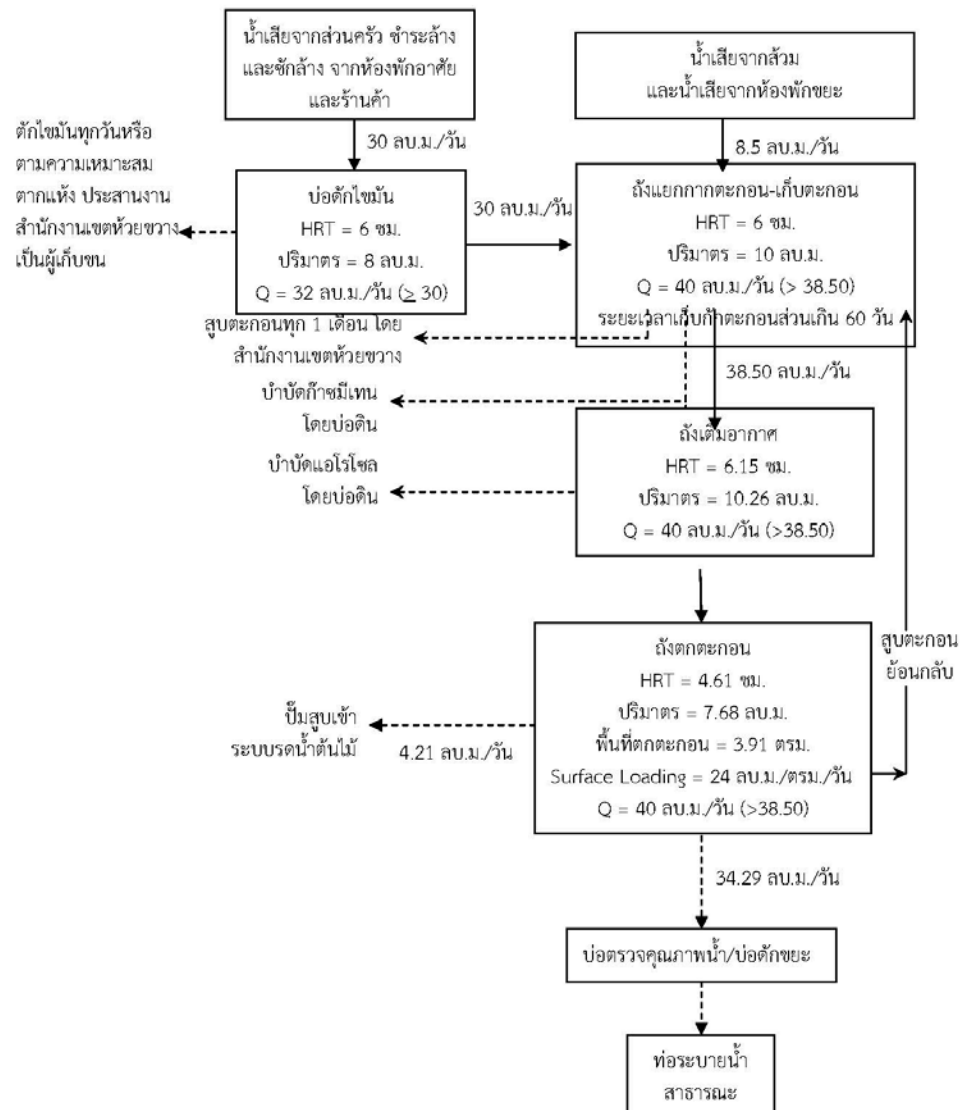 น้ำเสียจากส่วนครัว ชำระล้าง
และซักล้าง จากห้องพักอาศัย
และร้านค้า
น้ำเสียจากส้วม
และน้ำเสียจากห้องพักขยะ
30 ลบ.ม./วัน
8.5 ลบ.ม./วัน
ตักไขมันทุกวันหรือ
ตามความเหมาะสม
ตากแห้ง ประสานงาน
สำนักงานเขตห้วยขวาง
เป็นผู้เก็บขน
บ่อดักไขมัน
HRT = 6 ชม.
ปริมาตร = 8 ลบ.ม.
Q = 32 ลบ.ม./วัน (≥ 30)
30 ลบ.ม./วัน
ถังแยกกากตะกอน-เก็บตะกอน
HRT = 6 ชม.
ปริมาตร = 10 ลบ.ม.
Q = 40 ลบ.ม./วัน (> 38.50)
ระยะเวลาเก็บกักตะกอนส่วนเกิน 60 วัน
สูบตะกอนทุก 1 เดือน โดย
สำนักงานเขตห้วยขวาง
38.50 ลบ.ม./วัน
บำบัดก๊าซมีเทน
โดยบ่อดิน
บำบัดแอโรโซล
โดยบ่อดิน
ถังเติมอากาศ
HRT = 6.15 ชม.
ปริมาตร = 10.26 ลบ.ม.
Q = 40 ลบ.ม./วัน (>38.50)
สูบตะกอน
ย้อนกลับ
ถังตกตะกอน
HRT = 4.61 ชม.
ปริมาตร = 7.68 ลบ.ม.
พื้นที่ตกตะกอน = 3.91 ตรม.
Surface Loading = 24 ลบ.ม./ตรม./วัน
Q = 40 ลบ.ม./วัน (>38.50)
ปั๊มสูบเข้า
ระบบรดน้ำต้นไม้
4.21 ลบ.ม./วัน
34.29 ลบ.ม./วัน
บ่อตรวจคุณภาพน้ำ/บ่อดักขยะ
ท่อระบายน้ำ
สาธารณะ